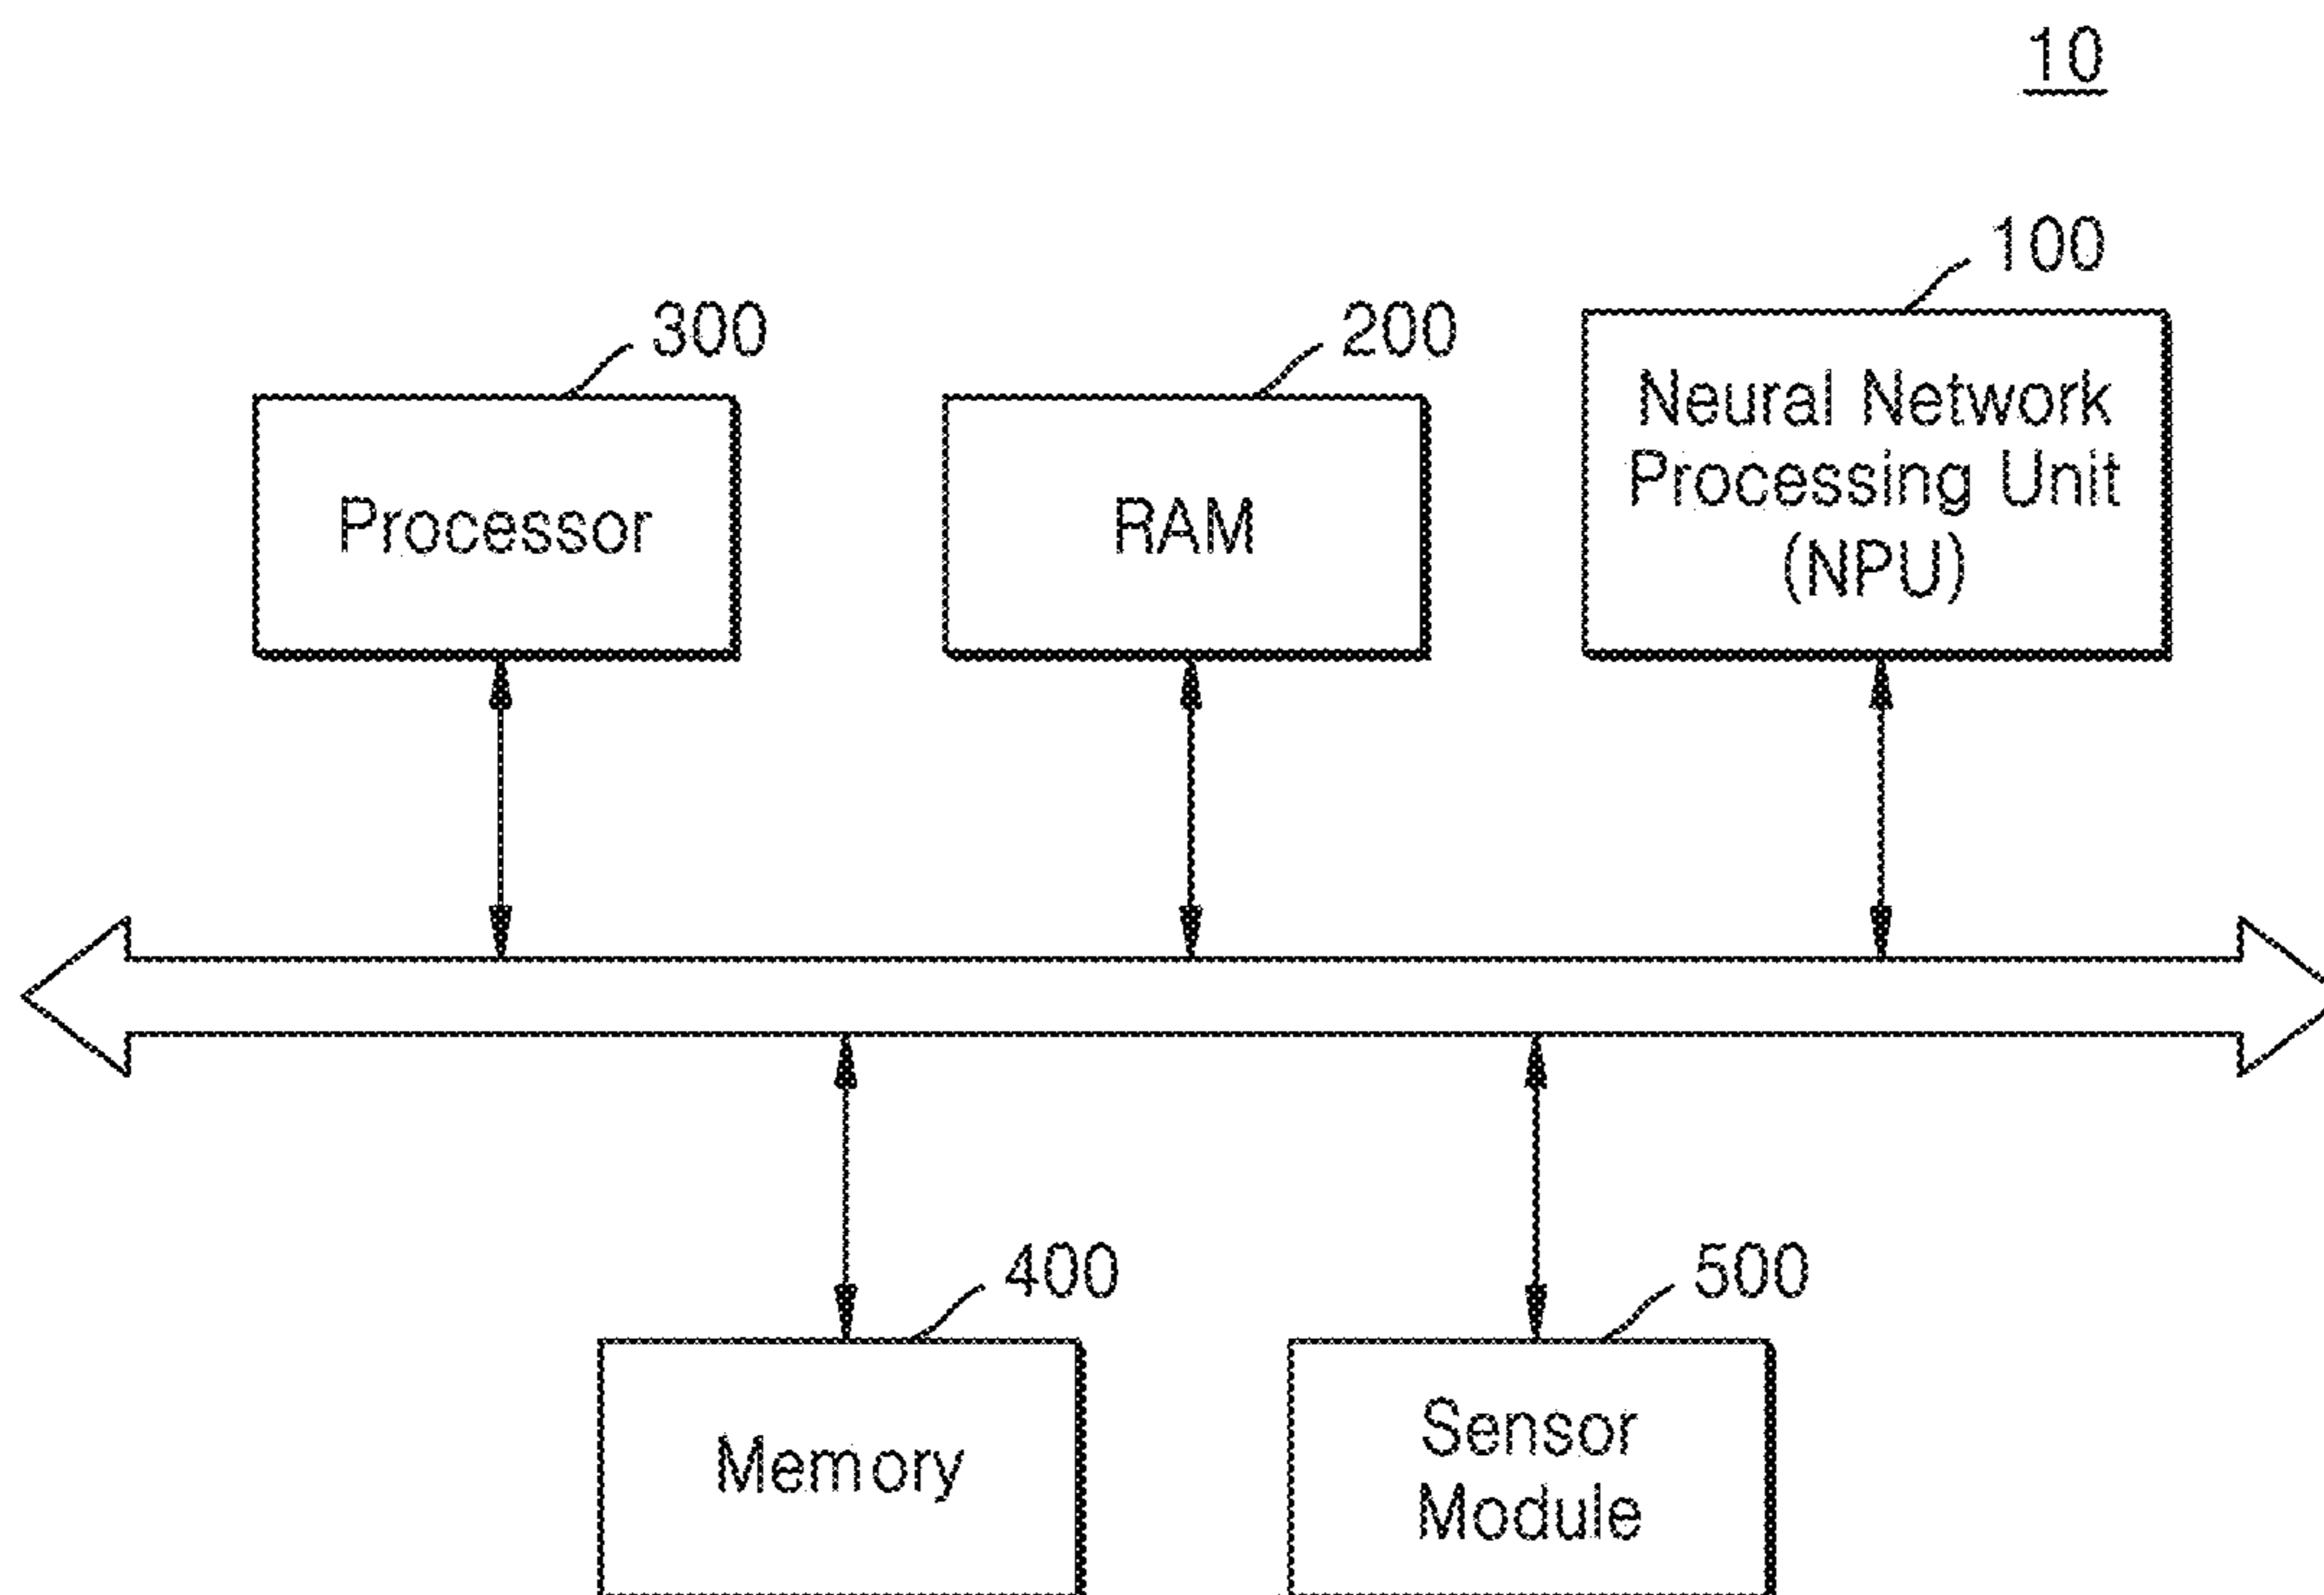 10
300
200
100
Processor
RAM
Neural Network
Processing Unit
(NPU)
400
500
Memory
Sensor
Module